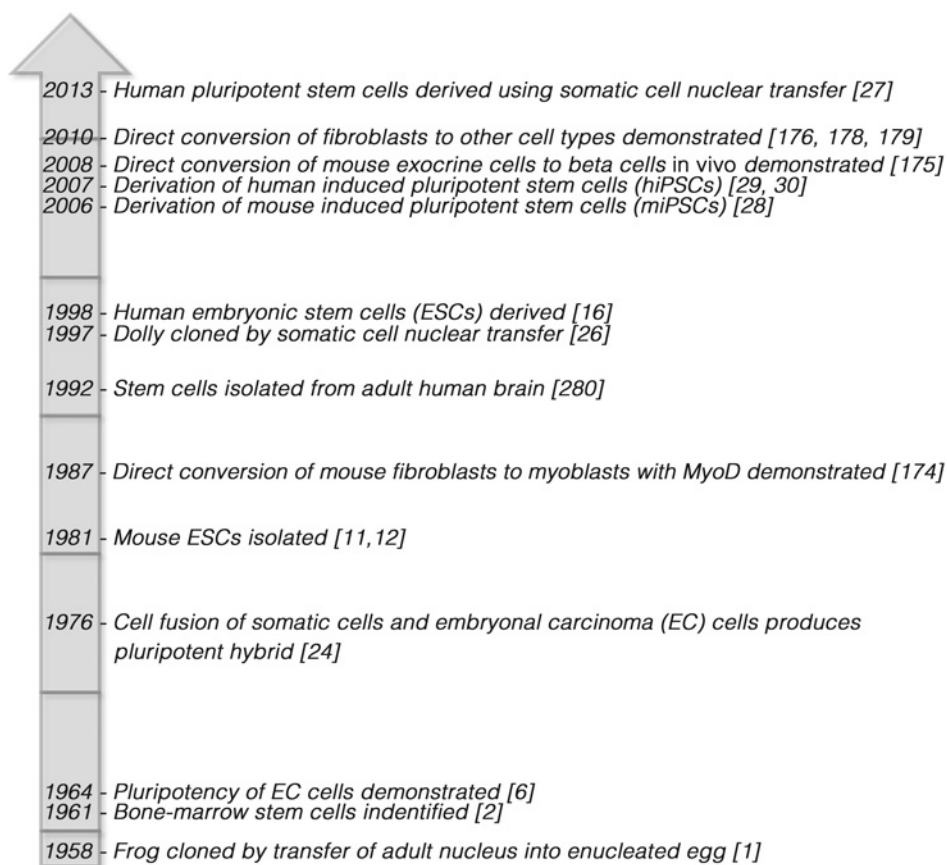 2013 - Human pluripotent stem cells derived using somatic cell nuclear transfer [27]
2010 - Direct conversion of fibroblasts to other cell types demonstrated [176, 178, 179]
2008 - Direct conversion of mouse exocrine cells to beta cells in vivo demonstrated [175]
2007 - Derivation of human induced pluripotent stem cells (hiPSCs) [29, 30]
2006 - Derivation of mouse induced pluripotent stem cells (miPSCs) [28]
1998 - Human embryonic stem cells (ESCs) derived [16]
1997 - Dolly cloned by somatic cell nuclear transfer [26]
1992 - Stem cells isolated from adult human brain [280]
1987 - Direct conversion of mouse fibroblasts to myoblasts with MyoD demonstrated [174]
1981 - Mouse ESCs isolated [11,12]
1976 - Cell fusion of somatic cells and embryonal carcinoma (EC) cells produces
pluripotent hybrid [24]
1964 - Pluripotency of EC cells demonstrated [6]
1961 - Bone-marrow stem cells indentified [2]
1958 - Frog cloned by transfer of adult nucleus into enucleated egg [1]